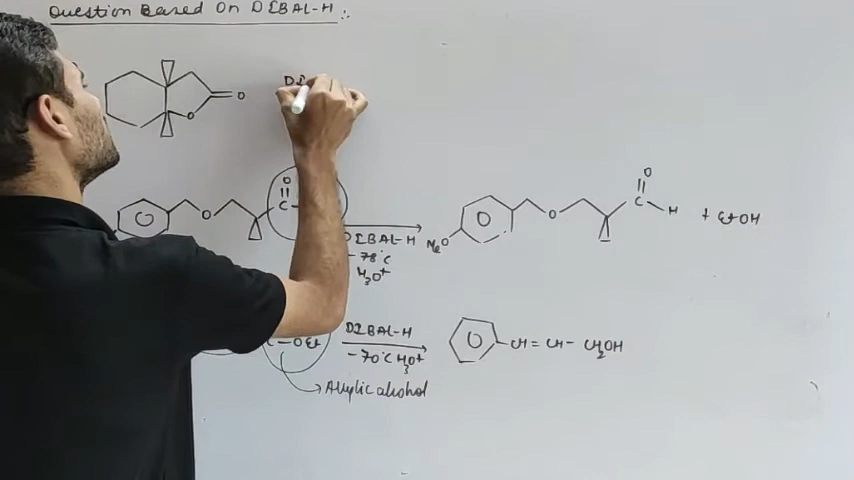 Question Based On DIBAL-H :
O
O
DI
O
C
O
DIBAL-H
- 78°C
H3O+
MeO
O
O
C
H
+ EtOH
C - OEt
DIBAL-H
- 70°C H3O+
Allylic alcohol
CH = CH - CH2OH